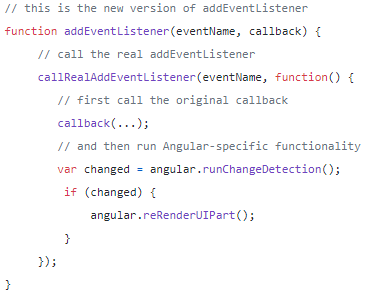 // this is the new version of addEventListener
function addEventListener(eventName, callback) {
// call the real addEventListener
callRealAddEventListener(eventName, function() {
// first call the original callback
callback(...);
// and then run Angular-specific functionality
var changed = angular.runChangeDetection();
if (changed) {
angular.reRenderUIPart();
}
});
}